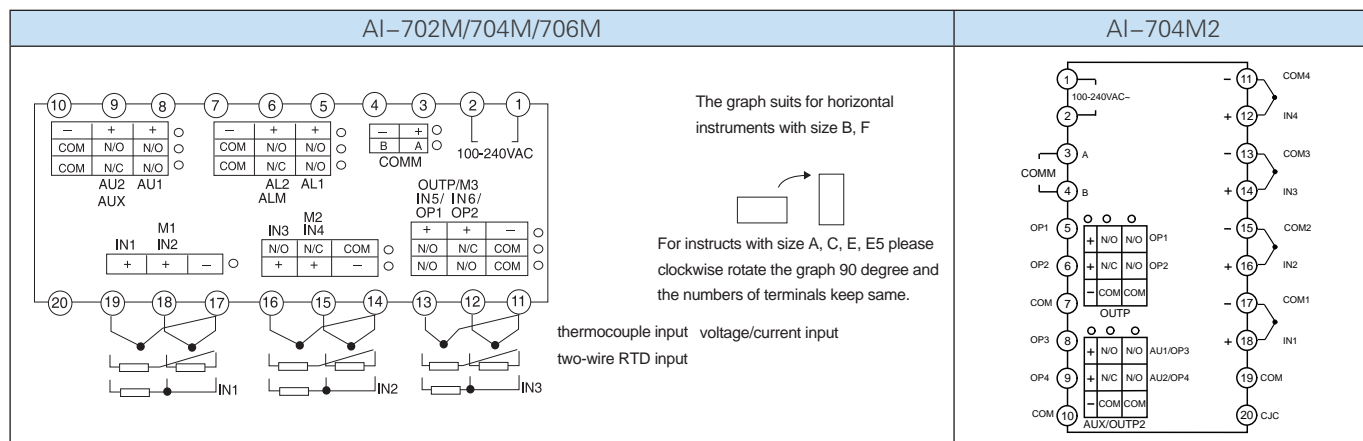 AI–702M/704M/706M
AI–704M2
10 9 8 7 6 5 4 3 2 1
− + +
COM N/O N/O
COM N/C N/O
AU2 AU1
AUX
− + +
COM N/O N/O
COM N/C N/O
AL2 AL1
ALM
− +
B A
COMM
100-240VAC
M1
IN1 IN2
+ + −
M2
IN3 IN4
N/O N/C COM
+ + −
OUTP/M3
IN5/ IN6/
OP1 OP2
+ + −
N/O N/C COM
N/O N/O COM
20 19 18 17 16 15 14 13 12 11
IN1
IN2
IN3
The graph suits for horizontal
instruments with size B, F
For instructs with size A, C, E, E5 please
clockwise rotate the graph 90 degree and
the numbers of terminals keep same.
thermocouple input voltage/current input
two-wire RTD input
1
100-240VAC~
2
3 A
COMM
4 B
OP1 5 + N/O N/O OP1
OP2 6 + N/C N/O OP2
COM 7 − COM COM
OUTP
OP3 8 + N/O N/O AU1/OP3
OP4 9 + N/C N/O AU2/OP4
COM 10 − COM COM
AUX/OUTP2
− 11 COM4
+ 12 IN4
− 13 COM3
+ 14 IN3
− 15 COM2
+ 16 IN2
− 17 COM1
+ 18 IN1
19 COM
20 CJC